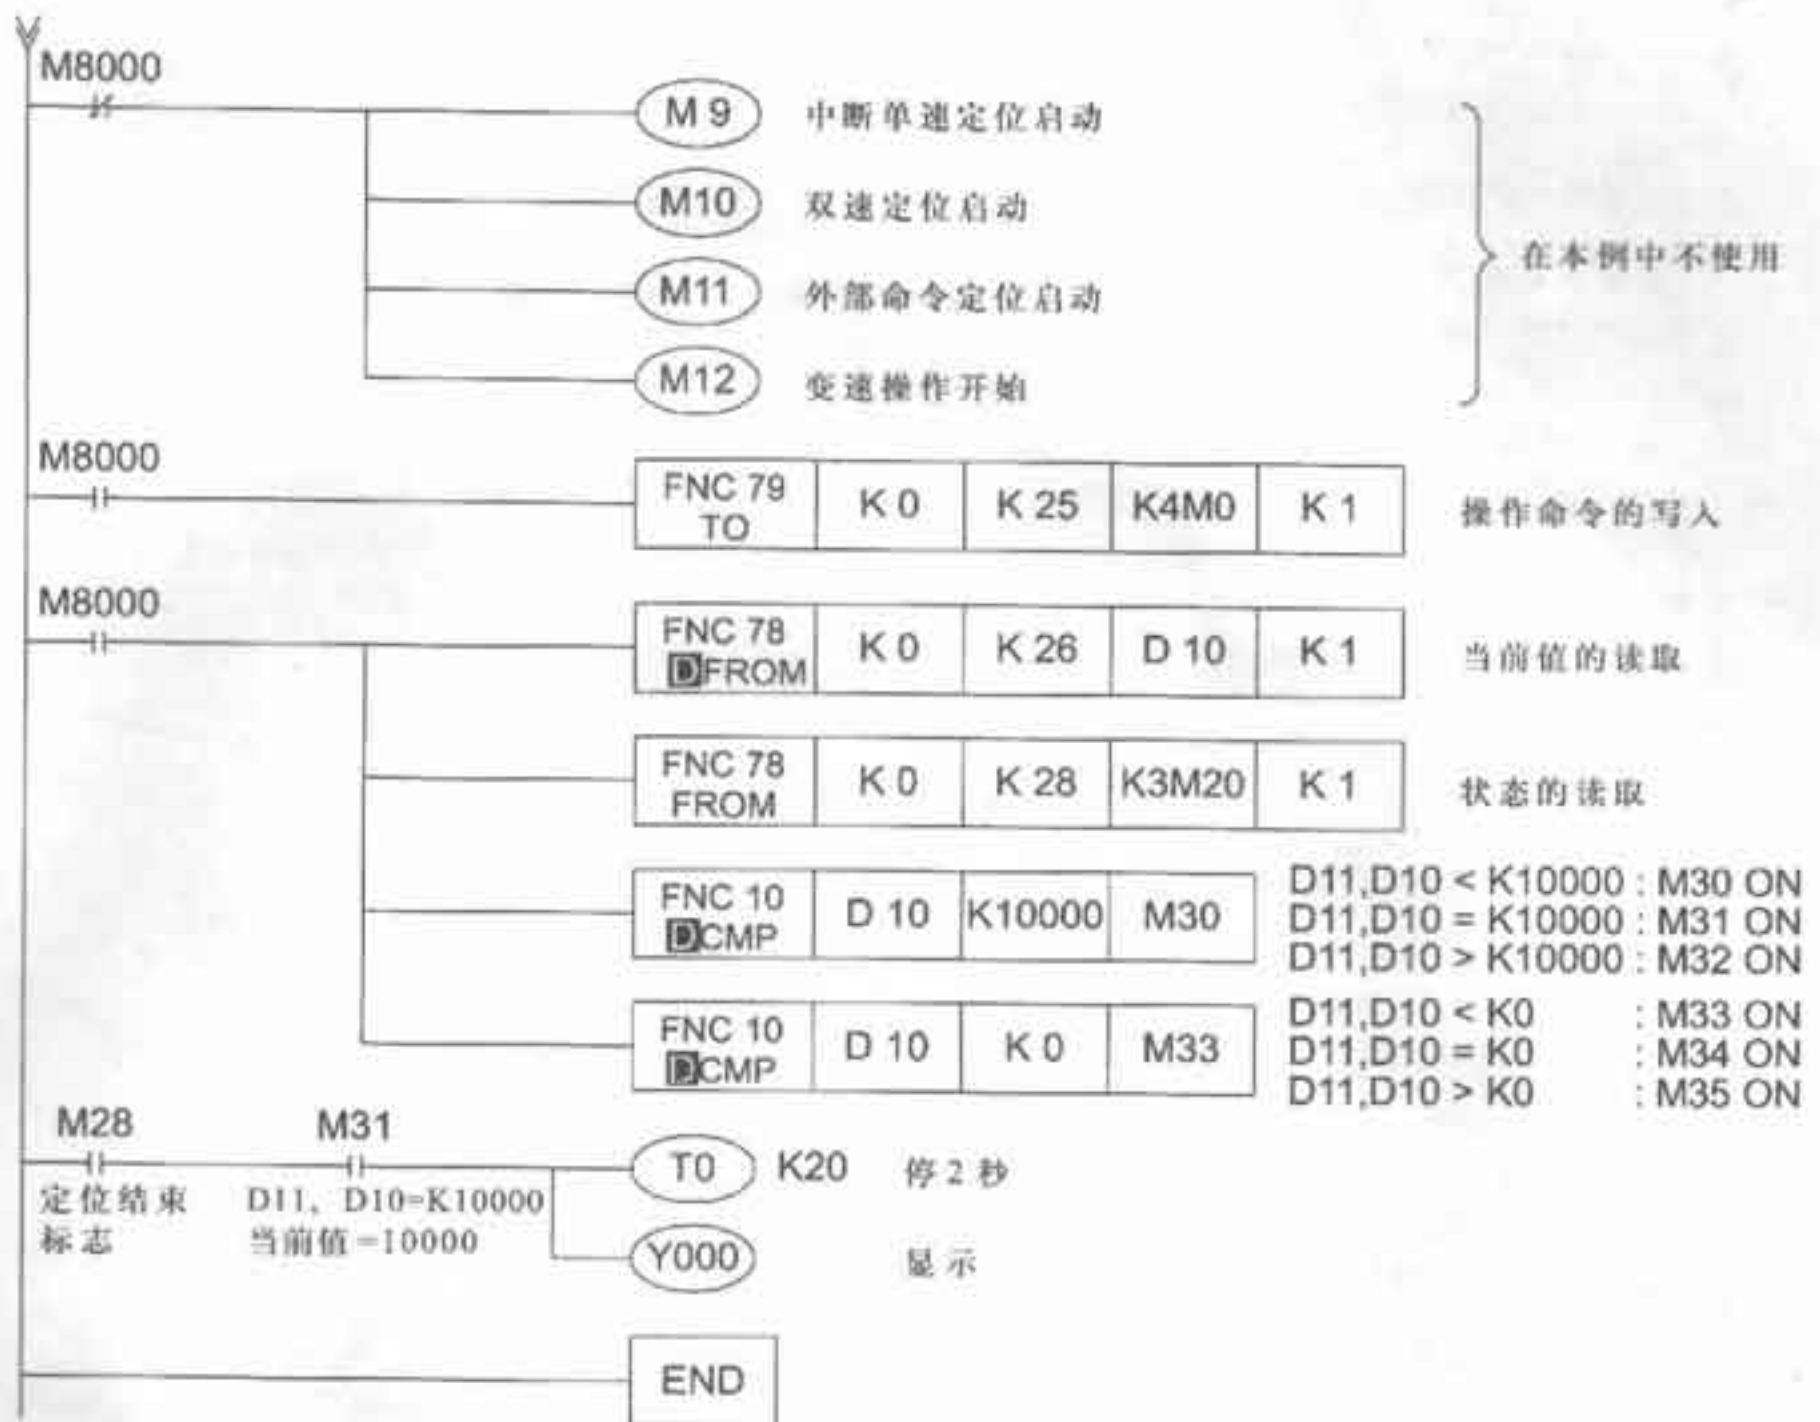 M8000
M 9 中断单速定位启动
M10 双速定位启动
在本例中不使用
M11 外部命令定位启动
M12 变速操作开始
M8000
FNC 79 TO K 0 K 25 K4M0 K 1 操作命令的写入
M8000
FNC 78 DFROM K 0 K 26 D 10 K 1 当前值的读取
FNC 78 FROM K 0 K 28 K3M20 K 1 状态的读取
FNC 10 DCMP D 10 K10000 M30
D11,D10 < K10000 : M30 ON
D11,D10 = K10000 : M31 ON
D11,D10 > K10000 : M32 ON
FNC 10 DCMP D 10 K 0 M33
D11,D10 < K0 : M33 ON
D11,D10 = K0 : M34 ON
D11,D10 > K0 : M35 ON
M28 M31
T0 K20 停2秒
定位结束 D11, D10=K10000
标志 当前值=10000
Y000 显示
END